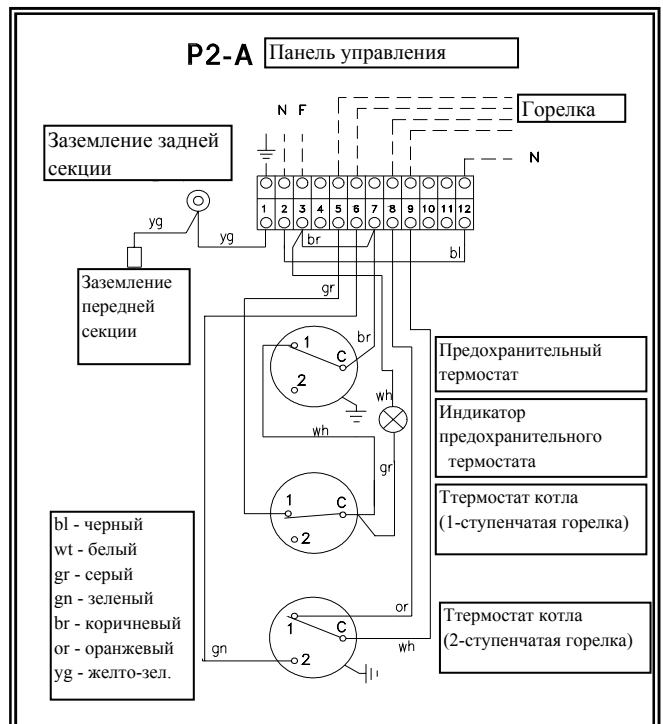 P2-A Панель управления
N F
Горелка
Заземление задней
секции
N
1 2 3 4 5 6 7 8 9 10 11 12
yg
yg
br
bl
Заземление
передней
секции
gr
br
1
C
2
Предохранительный
термостат
wh
wh
Индикатор
предохранительного
термостата
gr
1
C
2
Ттермостат котла
(1-ступенчатая горелка)
bl - черный
wt - белый
gr - серый
gn - зеленый
br - коричневый
or - оранжевый
yg - желто-зел.
or
1
C
2
gn
wh
Ттермостат котла
(2-ступенчатая горелка)